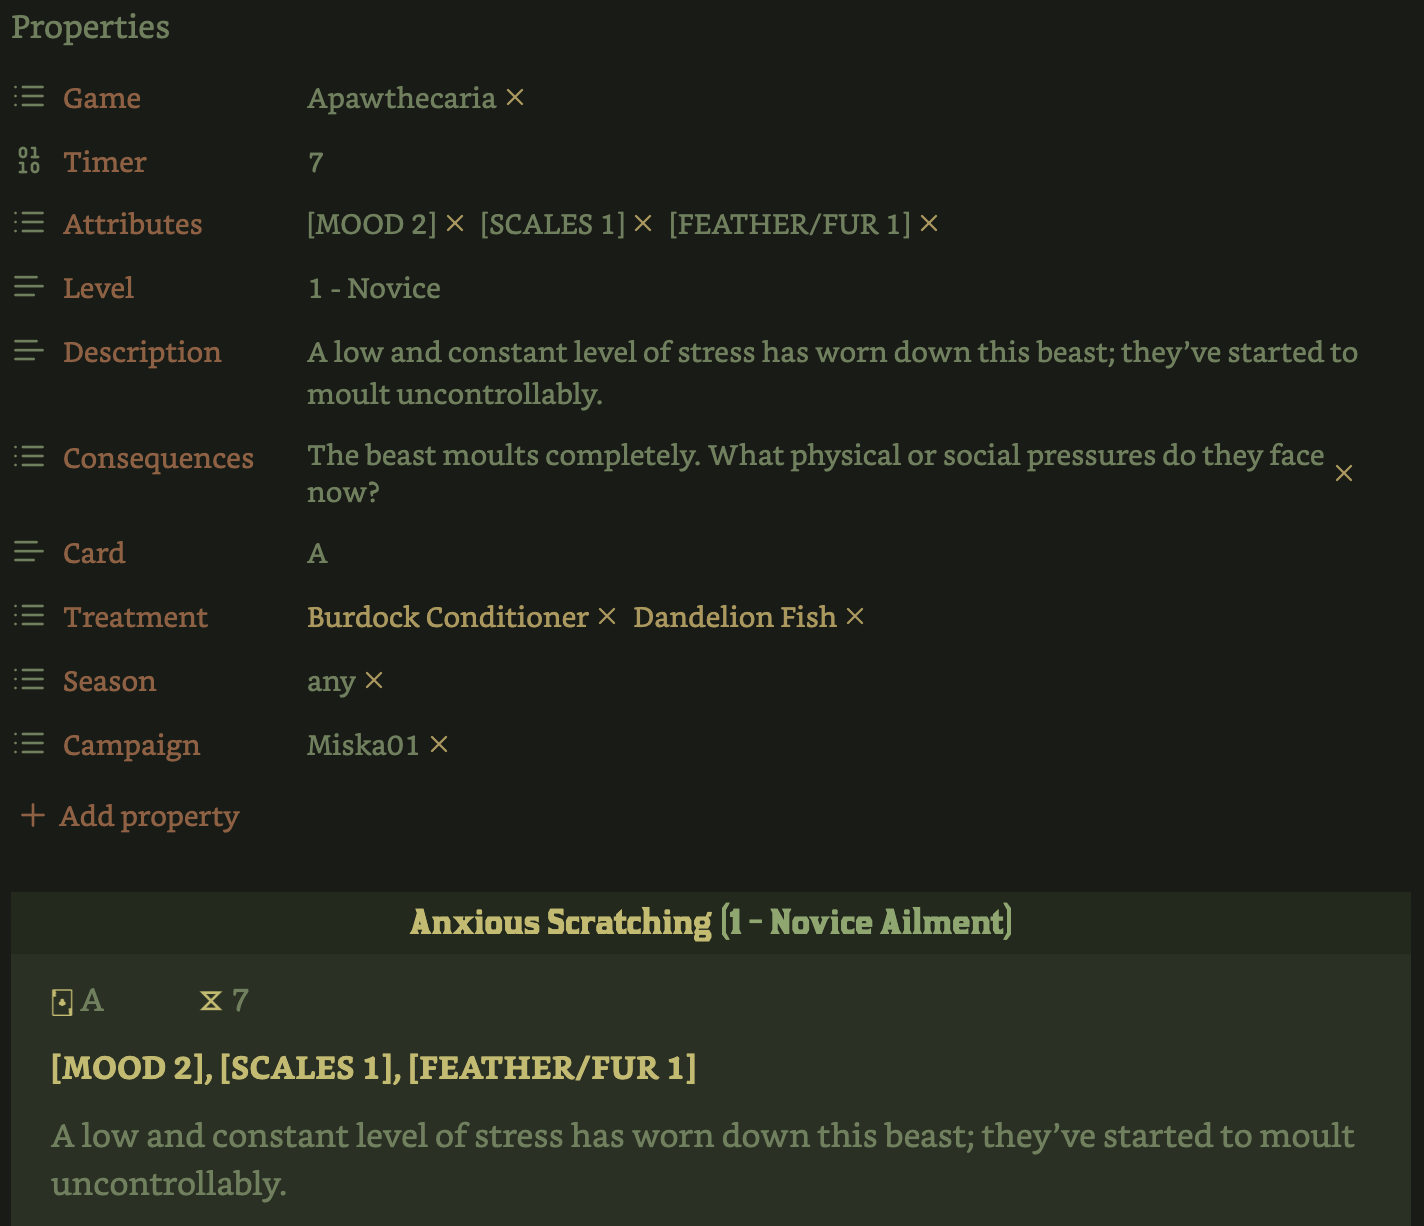 Properties
Game Apawthecaria
Timer 7
Attributes [MOOD 2] [SCALES 1] [FEATHER/FUR 1]
Level 1 - Novice
Description A low and constant level of stress has worn down this beast; they’ve started to
moult uncontrollably.
Consequences The beast moults completely. What physical or social pressures do they face
now?
Card A
Treatment Burdock Conditioner Dandelion Fish
Season any
Campaign Miska01
+ Add property
Anxious Scratching (1 - Novice Ailment)
A 7
[MOOD 2], [SCALES 1], [FEATHER/FUR 1]
A low and constant level of stress has worn down this beast; they’ve started to moult
uncontrollably.